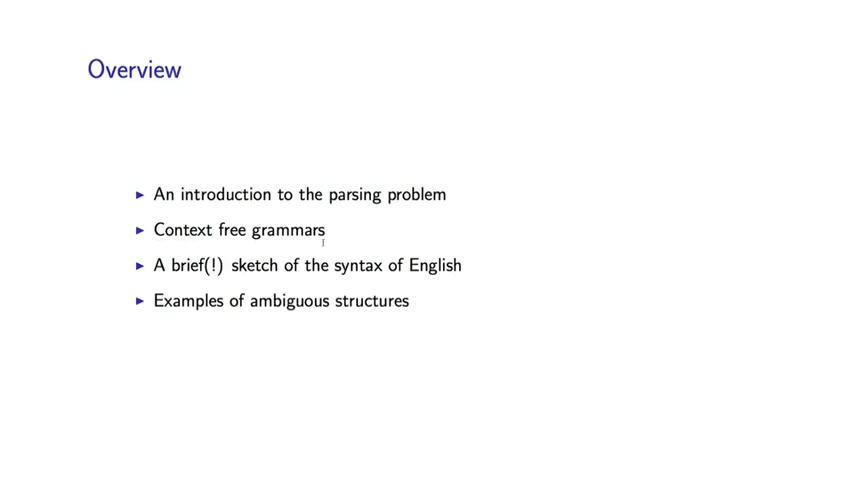 Overview
An introduction to the parsing problem
Context free grammars
A brief(!) sketch of the syntax of English
Examples of ambiguous structures